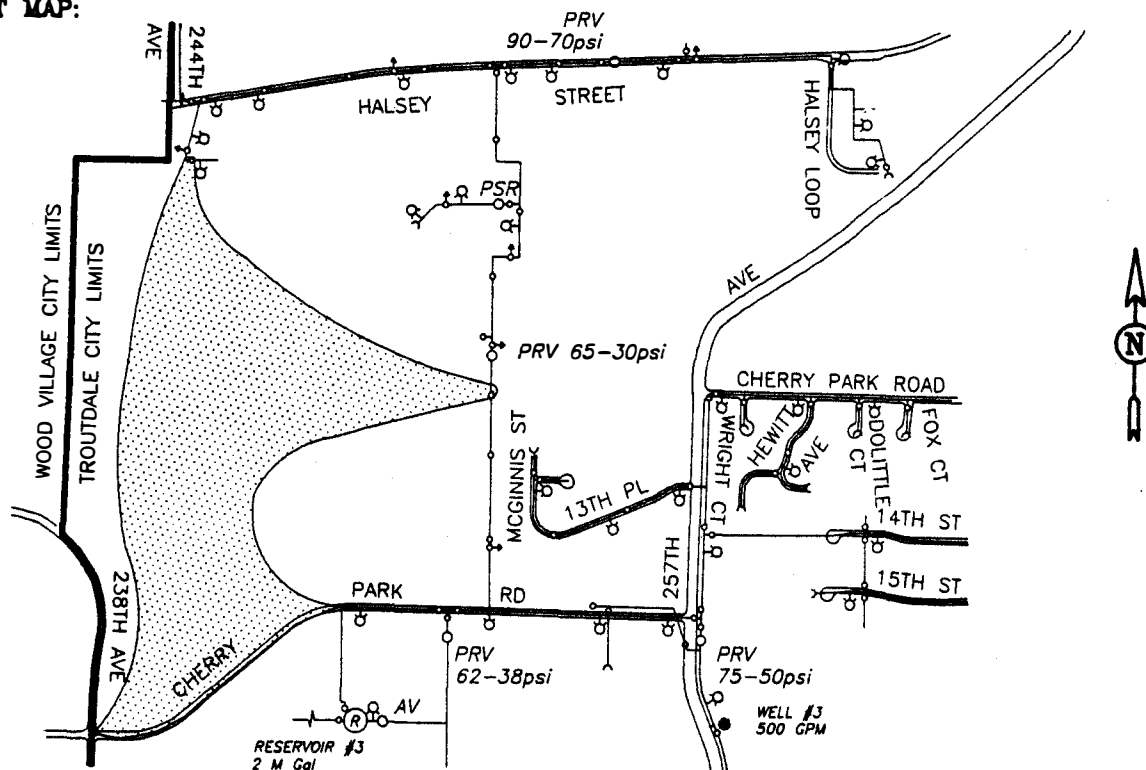 T MAP:
244TH
AVE
PRV
90-70psi
HALSEY STREET
HALSEY LOOP
PSR
WOOD VILLAGE CITY LIMITS
TROUTDALE CITY LIMITS
AVE
N
PRV 65-30psi
CHERRY PARK ROAD
MCGINNIS ST
13TH PL
WRIGHT CT
HEWITT
AVE
DOLITTLE
CT
FOX CT
14TH ST
15TH ST
257TH
238TH AVE
CHERRY
PARK RD
PRV
62-38psi
PRV
75-50psi
AV
R
RESERVOIR #3
2 M Gal
WELL #3
500 GPM